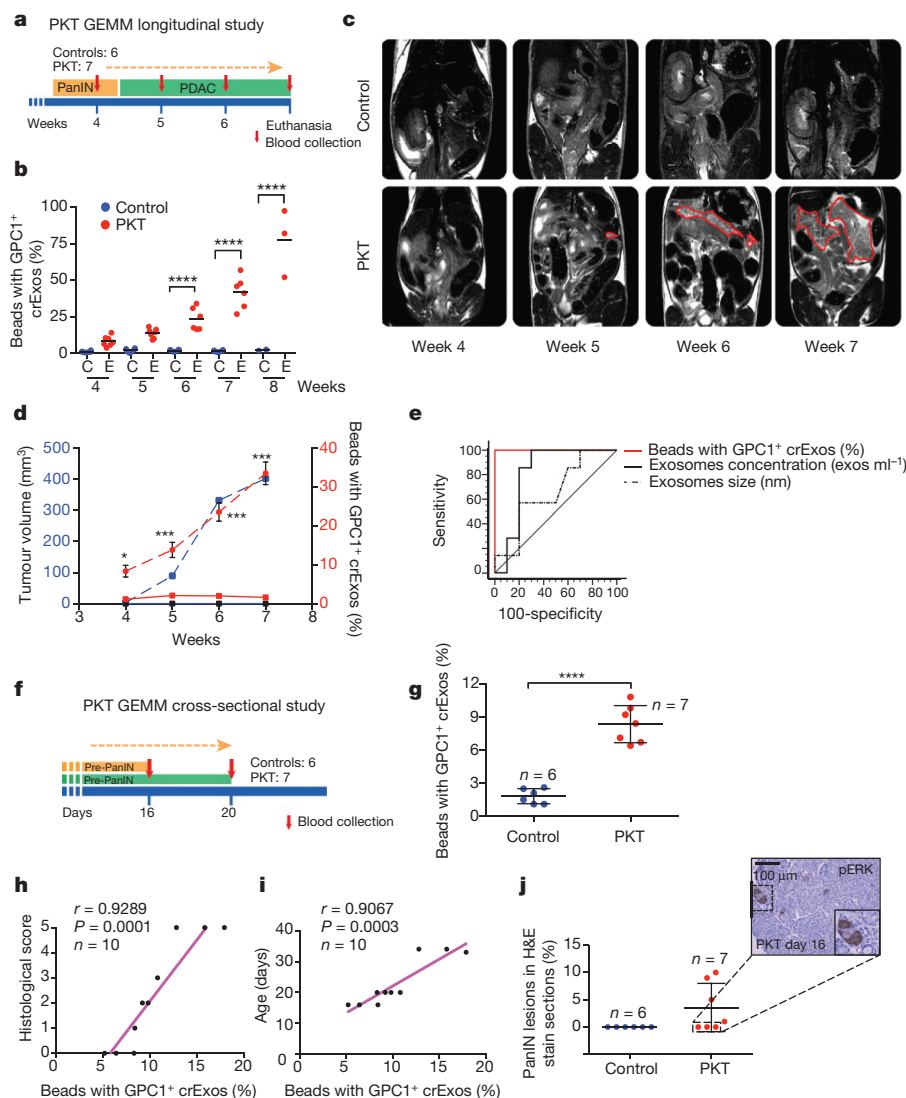 a PKT GEMM longitudinal study
Controls: 6
PKT: 7
PanIN
PDAC
Weeks 4 5 6
Euthanasia
Blood collection
b
Beads with GPC1+
crExos (%)
100
75
50
25
0
Control
PKT
****
****
****
C E C E C E C E C E
4 5 6 7 8 Weeks
c
Control
PKT
Week 4 Week 5 Week 6 Week 7
d
Tumour volume (mm3)
500
400
300
200
100
0
Beads with GPC1+ crExos (%)
40
30
20
10
0
*
***
***
***
3 4 5 6 7 8
Weeks
e
Sensitivity
100
80
60
40
20
0
0 20 40 60 80 100
100-specificity
Beads with GPC1+ crExos (%)
Exosomes concentration (exos ml−1)
Exosomes size (nm)
f
PKT GEMM cross-sectional study
Pre-PanIN
Pre-PanIN
Controls: 6
PKT: 7
Days 16 20
Blood collection
g
Beads with GPC1+ crExos (%)
12
9
6
3
0
****
n = 6
n = 7
Control PKT
h
r = 0.9289
P = 0.0001
n = 10
Histological score
5
4
3
2
1
0
0 5 10 15 20
Beads with GPC1+ crExos (%)
i
r = 0.9067
P = 0.0003
n = 10
Age (days)
50
40
30
20
10
0
0 5 10 15 20
Beads with GPC1+ crExos (%)
j
PanIN lesions in H&E
stain sections (%)
15
10
5
0
n = 6
n = 7
Control PKT
100 μm
pERK
PKT day 16